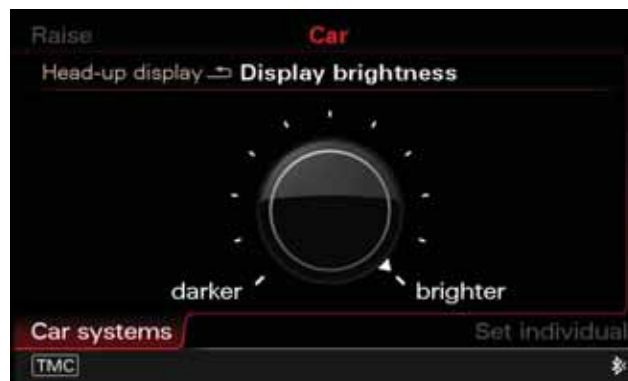 Raise Car
Head-up display Display brightness
darker brighter
Car systems Set individual
TMC